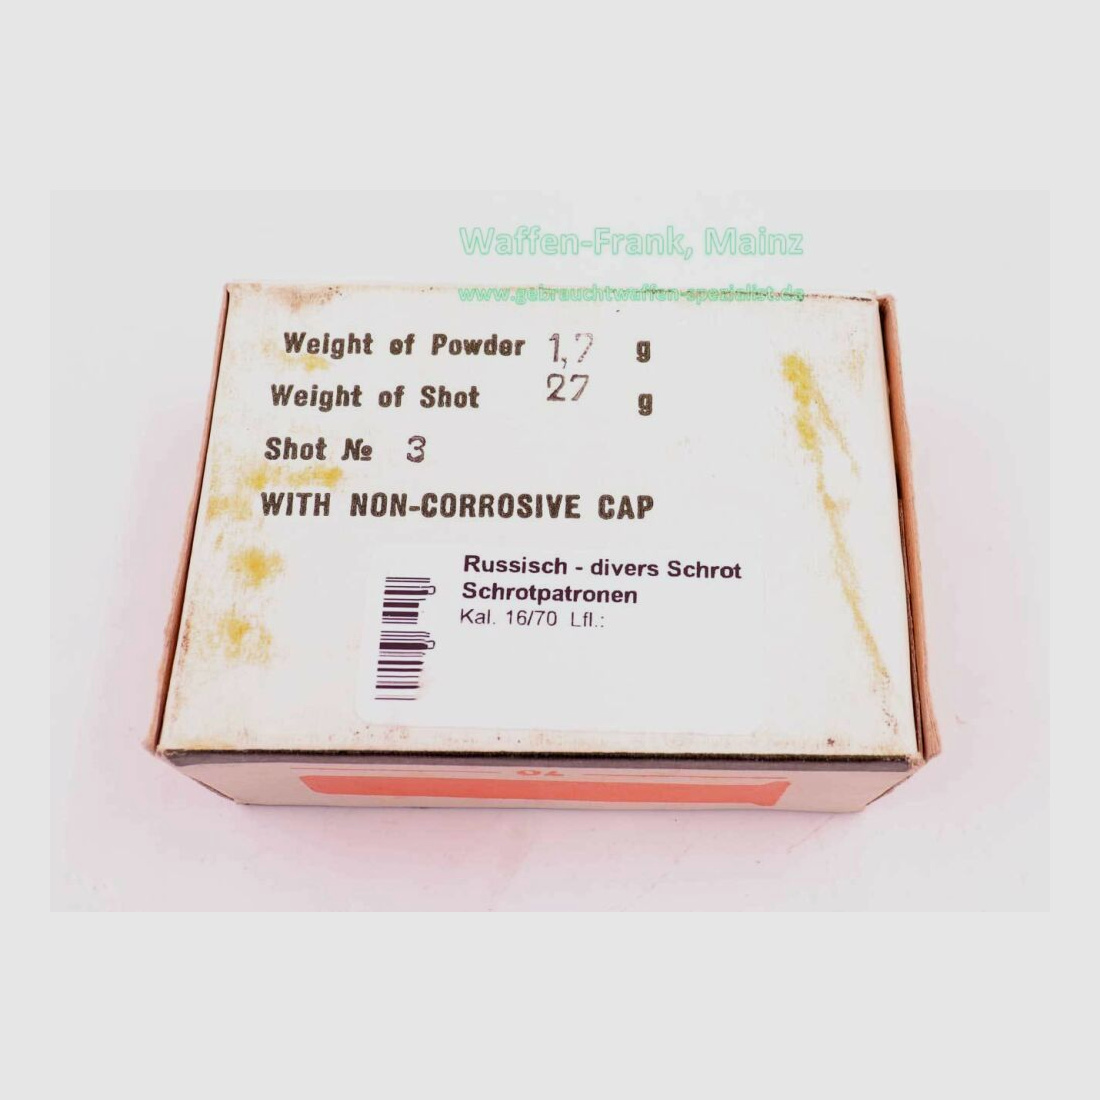 Waffen-Frank, Mainz
www.gebrauchtwaffen-spezialist.de
Weight of Powder 1,7 g
Weight of Shot 27 g
Shot № 3
WITH NON-CORROSIVE CAP
Russisch - divers Schrot
Schrotpatronen
Kal. 16/70 Lfl.:
70